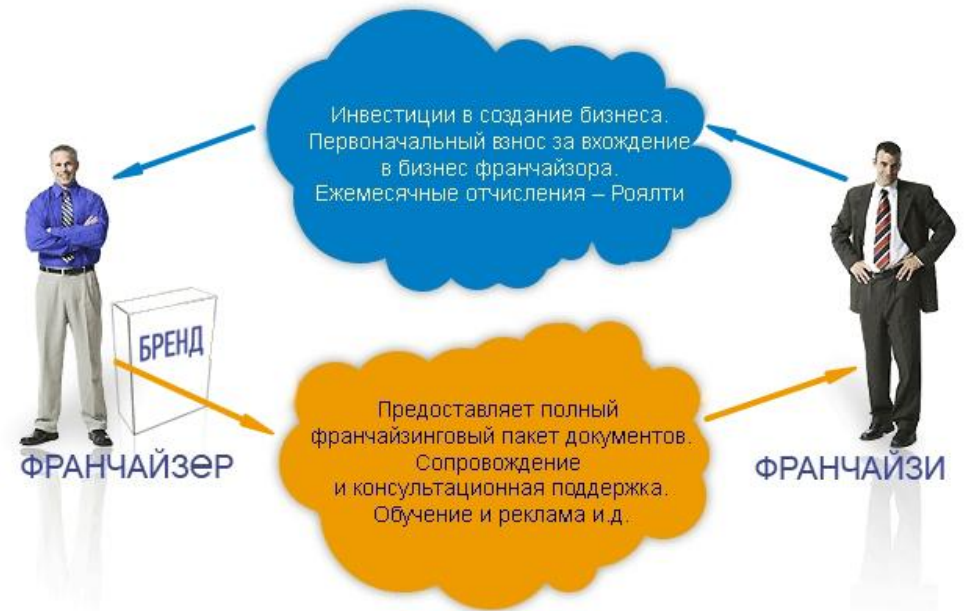 Инвестиции в создание бизнеса.
Первоначальный взнос за вхождение
в бизнес франчайзора.
Ежемесячные отчисления – Роялти
БРЕНД
ФРАНЧАЙЗеР
Предоставляет полный
франчайзинговый пакет документов.
Сопровождение
и консультационная поддержка.
Обучение и реклама и.д.
ФРАНЧАЙЗИ